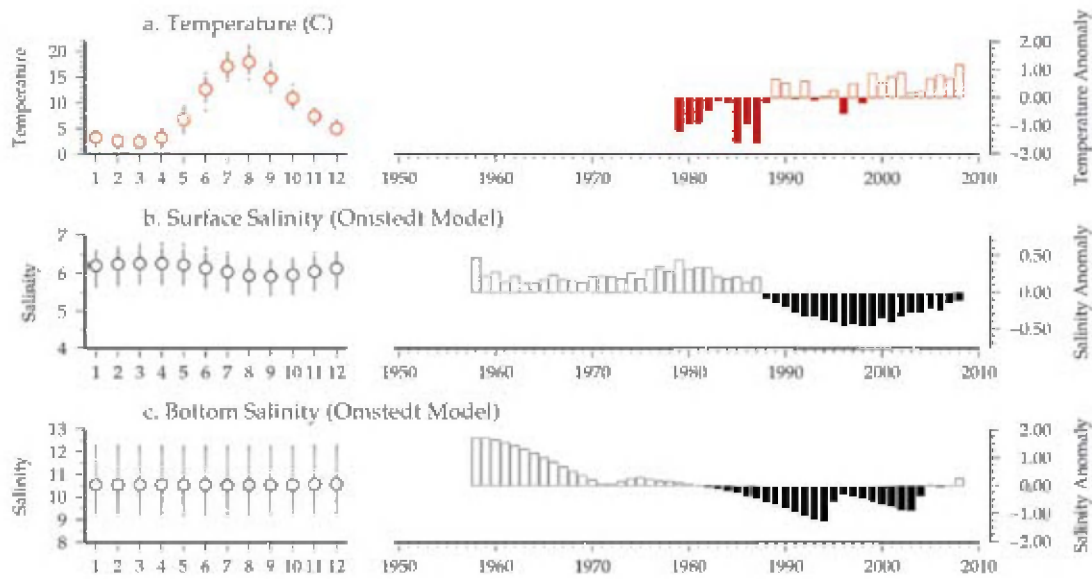 a. Temperature (C)
Temperature
20
15
10
5
0
1 2 3 4 5 6 7 8 9 10 11 12
1950 1960 1970 1980 1990 2000 2010
2.00
1.00
0.00
-1.00
-2.00
Temperature Anomaly
b. Surface Salinity (Omstedt Model)
Salinity
7
6
5
4
1 2 3 4 5 6 7 8 9 10 11 12
1950 1960 1970 1980 1990 2000 2010
0.50
0.00
-0.50
Salinity Anomaly
c. Bottom Salinity (Omstedt Model)
Salinity
13
12
11
10
9
8
1 2 3 4 5 6 7 8 9 10 11 12
1950 1960 1970 1980 1990 2000 2010
2.00
1.00
0.00
-1.00
-2.00
Salinity Anomaly